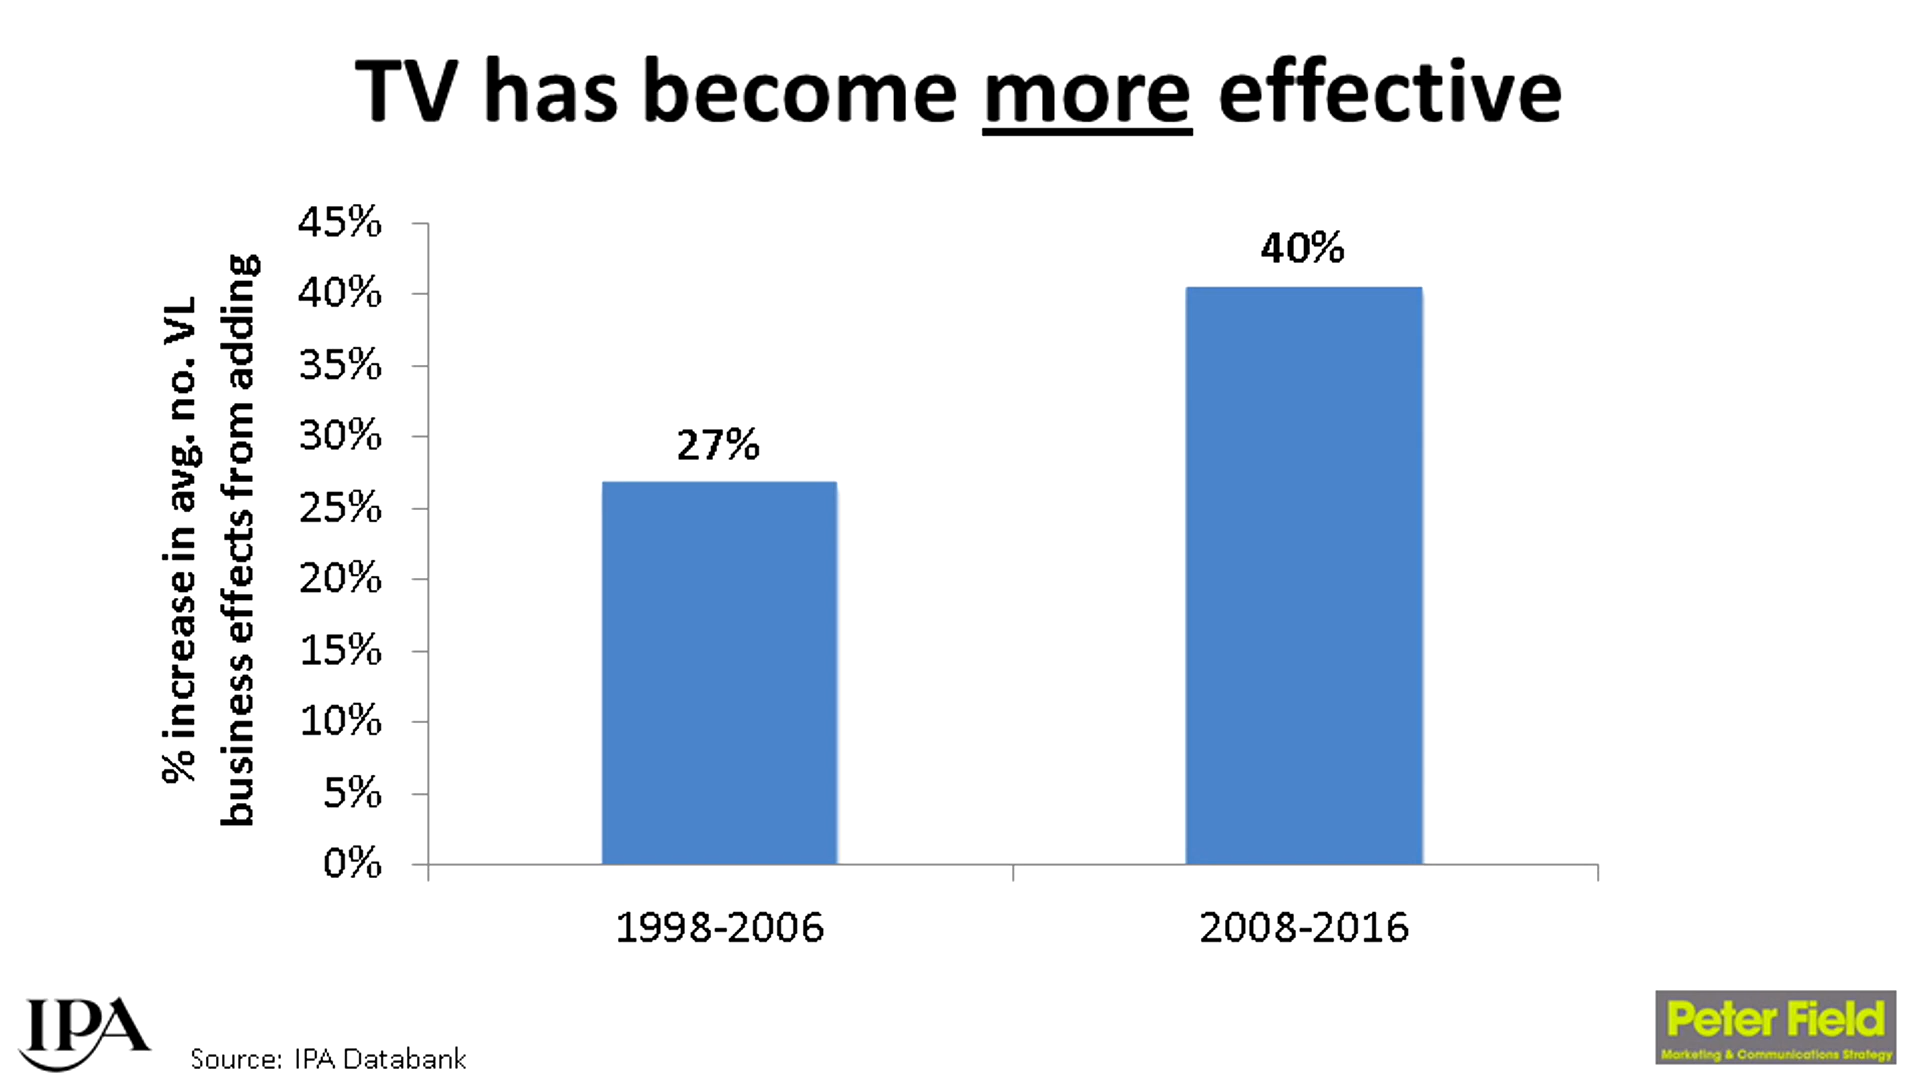 TV has become more effective
% increase in avg. no. VL
business effects from adding
45%
40%
35%
30%
25%
20%
15%
10%
5%
0%
27%
40%
1998-2006
2008-2016
IPA
Source: IPA Databank
Peter Field
Marketing & Communications Strategy